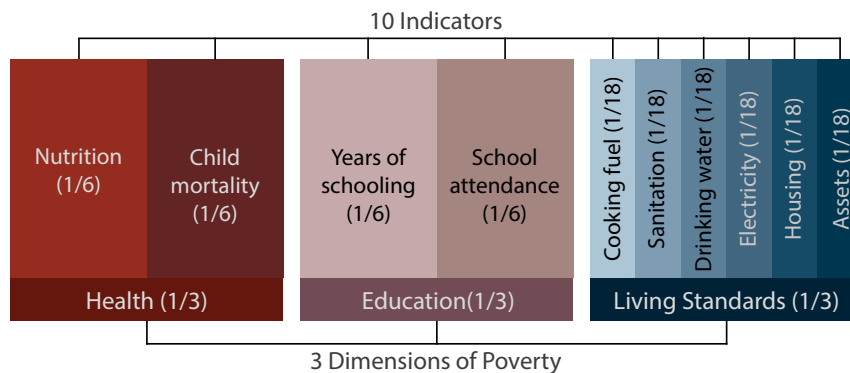 10 Indicators
Nutrition
(1/6)
Child
mortality
(1/6)
Years of
schooling
(1/6)
School
attendance
(1/6)
Cooking fuel (1/18)
Sanitation (1/18)
Drinking water (1/18)
Electricity (1/18)
Housing (1/18)
Assets (1/18)
Health (1/3)
Education(1/3)
Living Standards (1/3)
3 Dimensions of Poverty